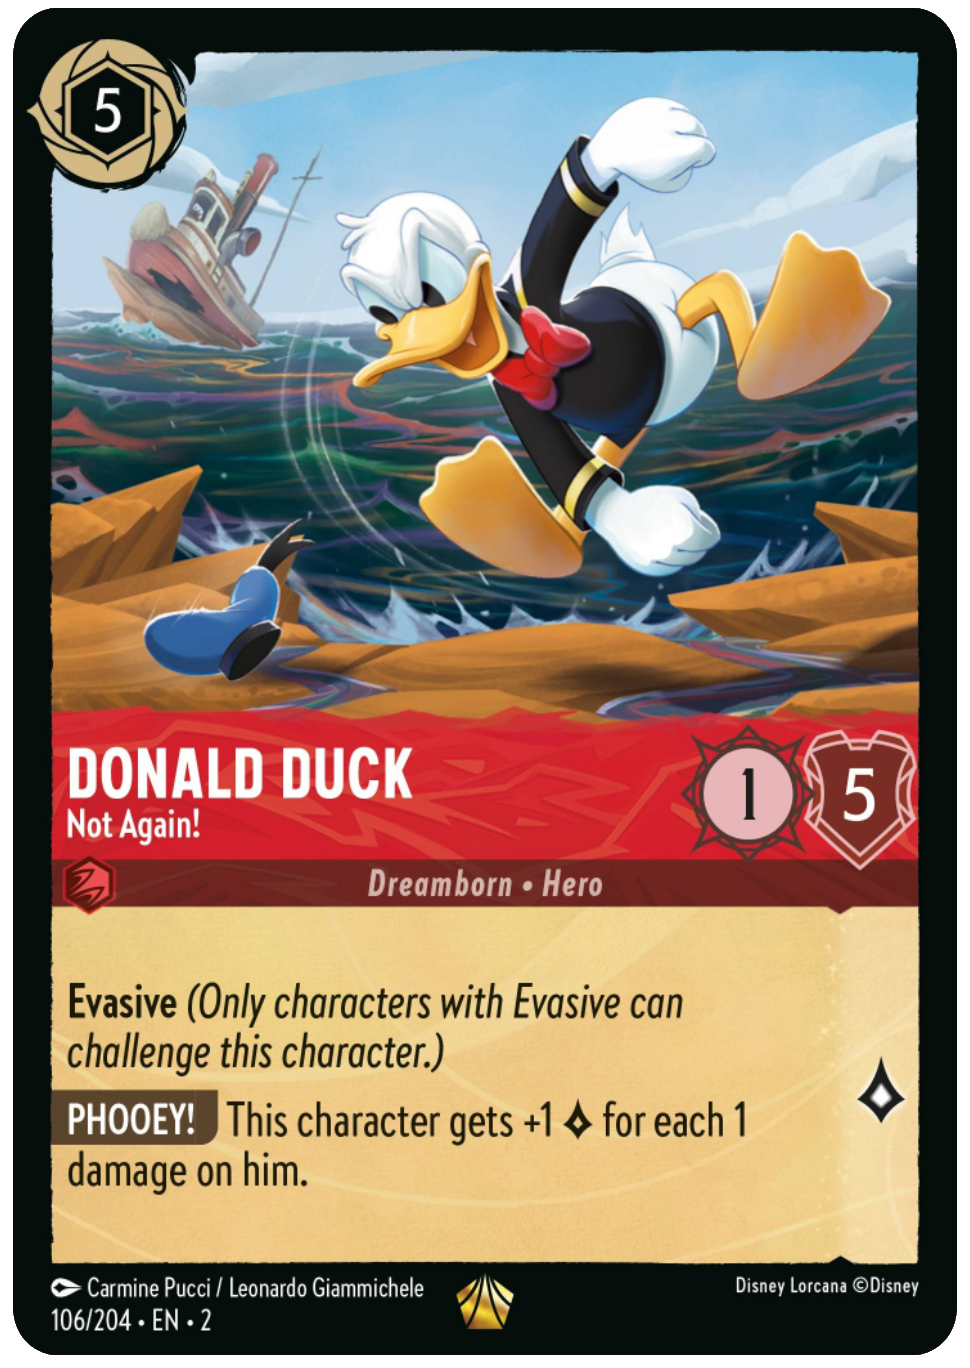 5
DONALD DUCK
Not Again!
1
5
Dreamborn • Hero
Evasive (Only characters with Evasive can
challenge this character.)
PHOOEY! This character gets +1 for each 1
damage on him.
Carmine Pucci / Leonardo Giammichele
Disney Lorcana ©Disney
106/204 • EN • 2